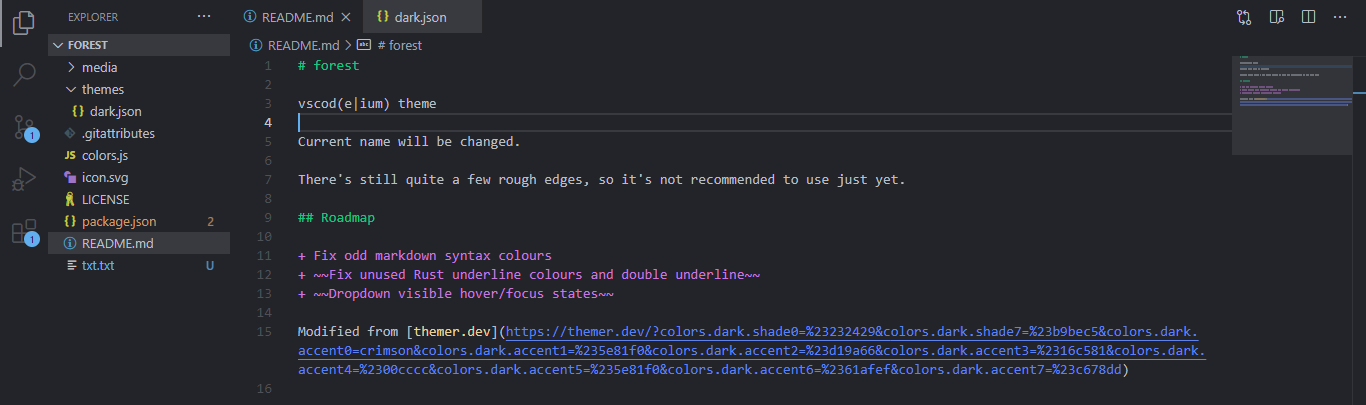 EXPLORER
FOREST
media
themes
{} dark.json
.gitattributes
JS colors.js
icon.svg
LICENSE
{} package.json 2
README.md
txt.txt U
1
1
README.md
{} dark.json
README.md > abc # forest
1 # forest
2
3 vscod(e|ium) theme
4
5 Current name will be changed.
6
7 There's still quite a few rough edges, so it's not recommended to use just yet.
8
9 ## Roadmap
10
11 + Fix odd markdown syntax colours
12 + ~~Fix unused Rust underline colours and double underline~~
13 + ~~Dropdown visible hover/focus states~~
14
15 Modified from [themer.dev](https://themer.dev/?colors.dark.shade0=%23232429&colors.dark.shade7=%23b9bec5&colors.dark.
accent0=crimson&colors.dark.accent1=%235e81f0&colors.dark.accent2=%23d19a66&colors.dark.accent3=%2316c581&colors.dark.
accent4=%2300cccc&colors.dark.accent5=%235e81f0&colors.dark.accent6=%2361afef&colors.dark.accent7=%23c678dd)
16